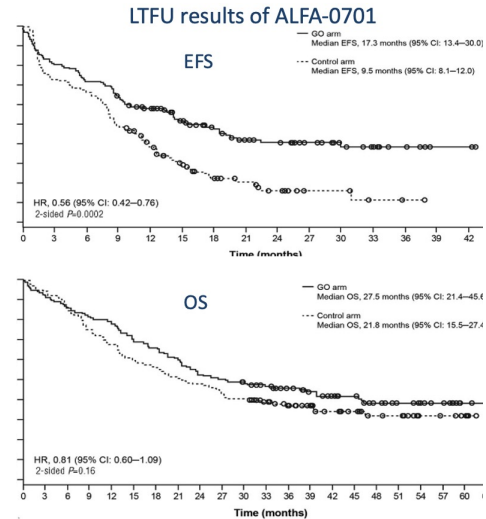 LTFU results of ALFA-0701
GO arm
Median EFS, 17.3 months (95% CI: 13.4–30.0)
EFS
Control arm
Median EFS, 9.5 months (95% CI: 8.1–12.0)
HR, 0.56 (95% CI: 0.42–0.76)
2-sided P=0.0002
0 3 6 9 12 15 18 21 24 27 30 33 36 39 42
Time (months)
GO arm
Median OS, 27.5 months (95% CI: 21.4–45.6
OS
Control arm
Median OS, 21.8 months (95% CI: 15.5–27.4
HR, 0.81 (95% CI: 0.60–1.09)
2-sided P=0.16
0 3 6 9 12 15 18 21 24 27 30 33 36 39 42 45 48 51 54 57 60
Time (months)